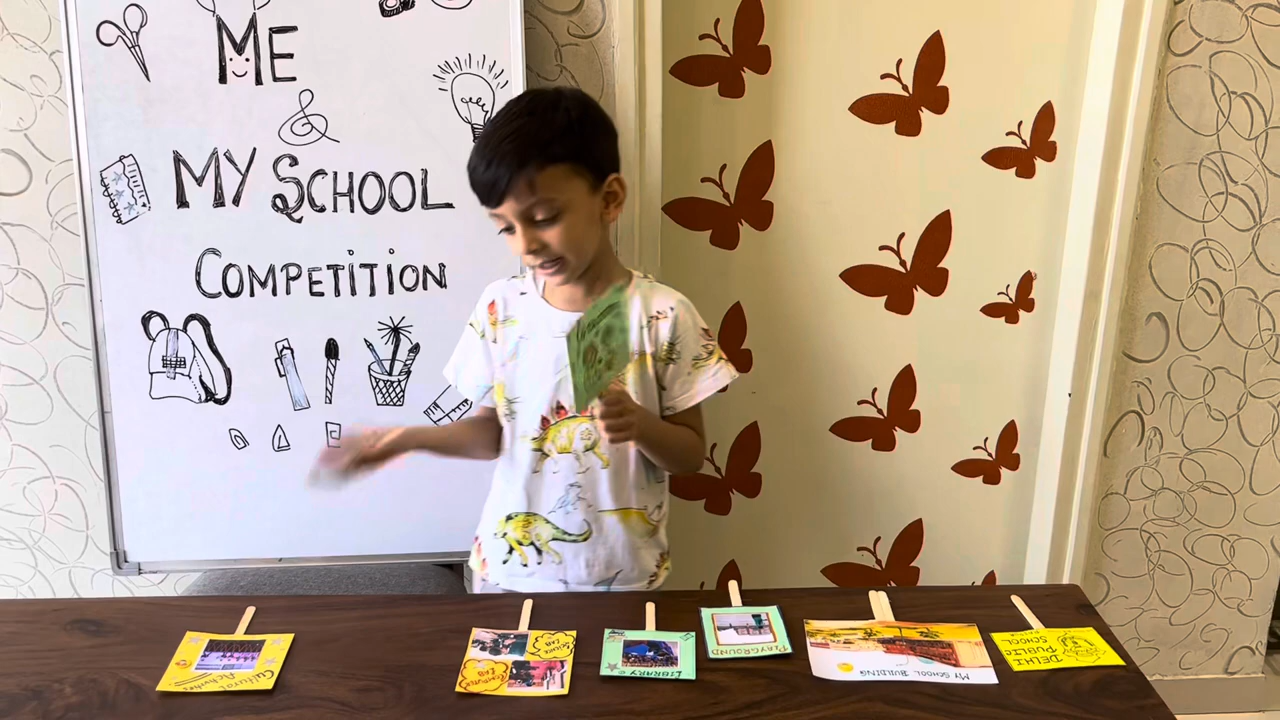 ME
&
MY SCHOOL
COMPETITION
Cultural Activities
SCIENCE LAB
COMPUTER LAB
LIBRARY
PLAYGROUND
MY SCHOOL BUILDING
DELHI
PUBLIC
SCHOOL